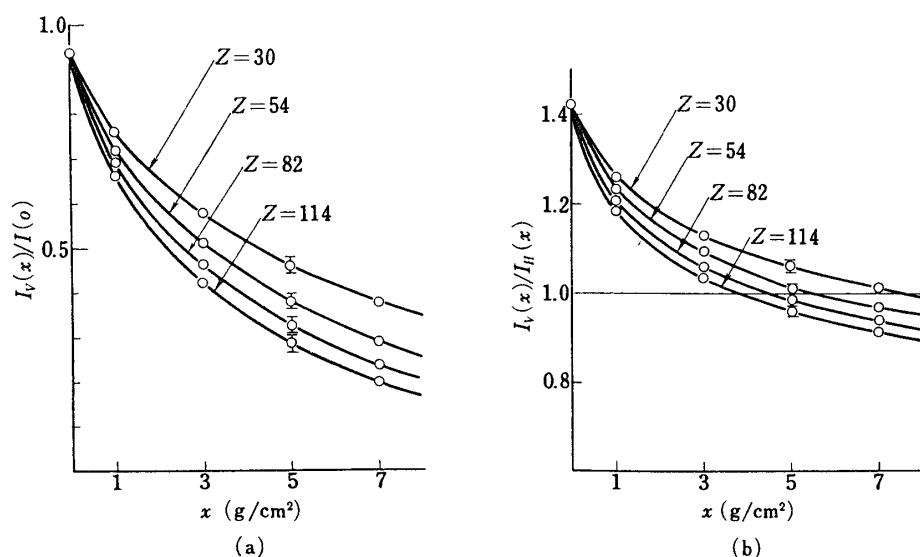 1.0
0.5
I_V(x)/I(o)
Z=30
Z=54
Z=82
Z=114
1 3 5 7
x (g/cm²)
(a)
1.4
1.2
1.0
0.8
I_V(x)/I_H(x)
Z=30
Z=54
Z=82
Z=114
1 3 5 7
x (g/cm²)
(b)